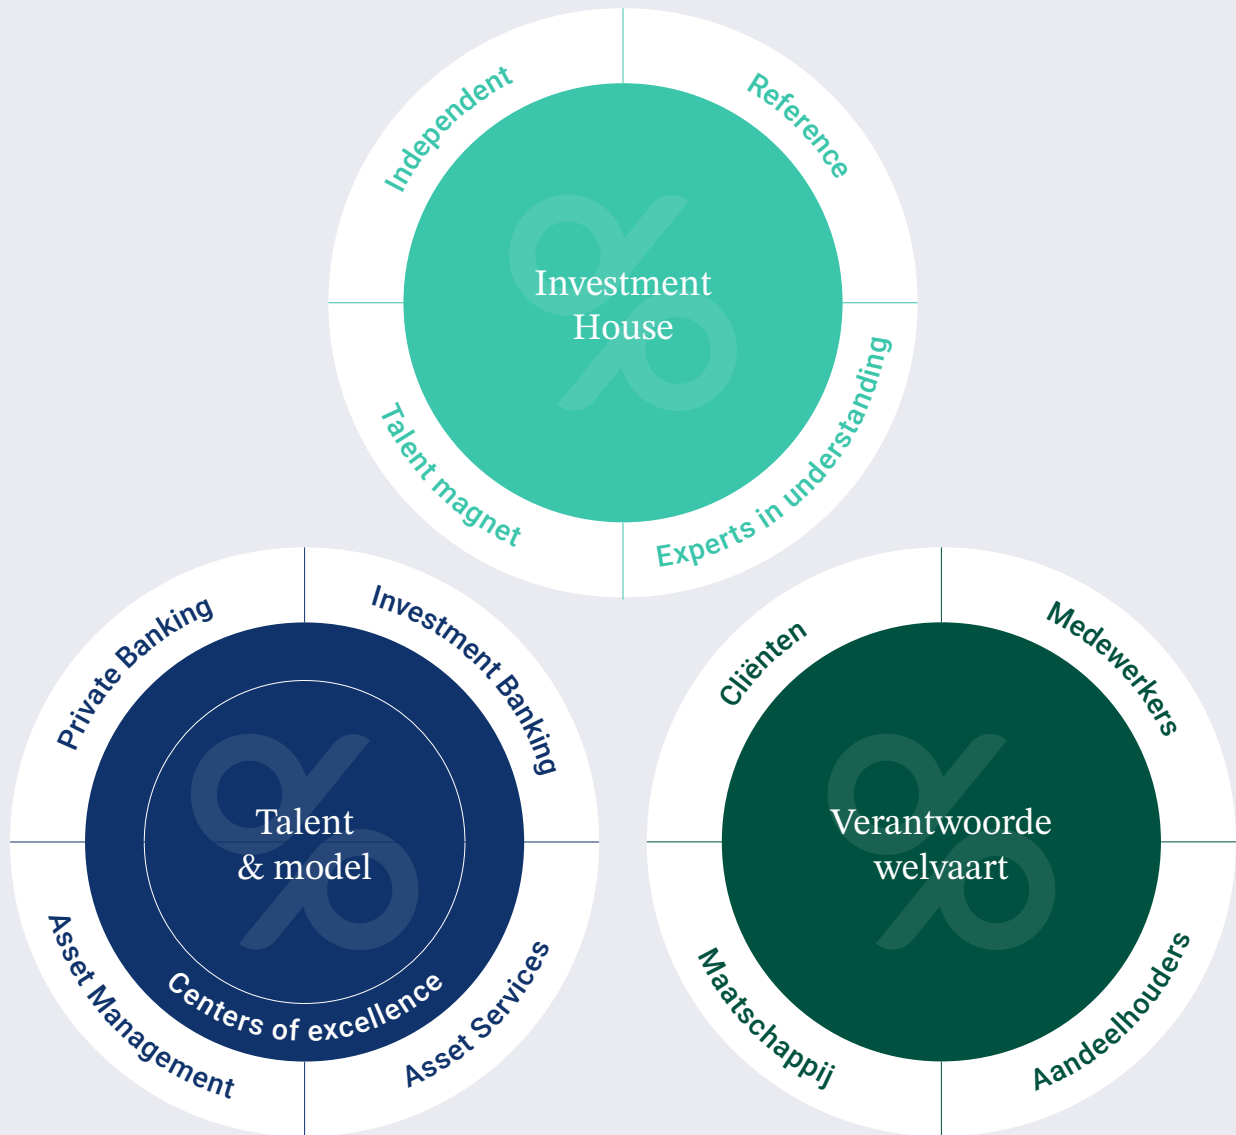 Independent
Reference
Investment
House
Talent magnet
Experts in understanding
Private Banking
Investment Banking
Talent
& model
Centers of excellence
Asset Management
Asset Services
Cliënten
Medewerkers
Verantwoorde
welvaart
Maatschappij
Aandeelhouders